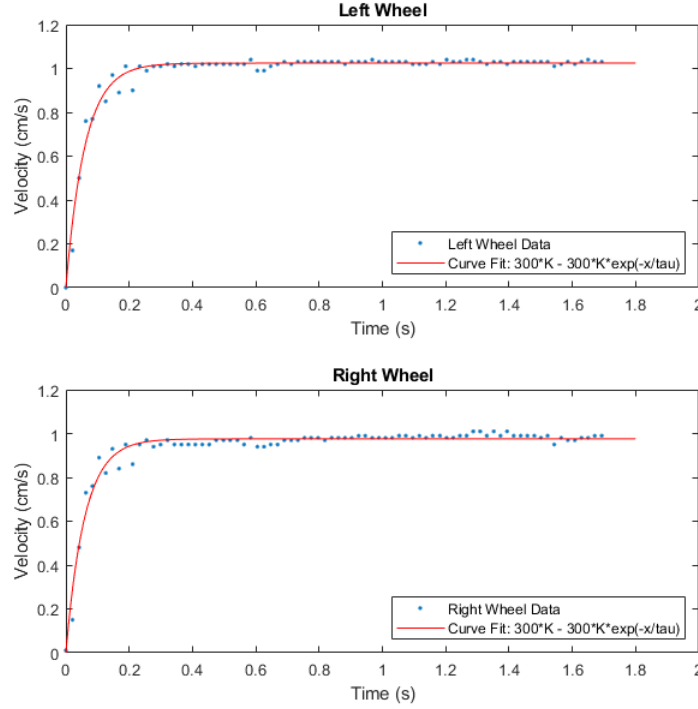 Left Wheel
1.2
1
0.8
0.6
0.4
0.2
0
Velocity (cm/s)
Left Wheel Data
Curve Fit: 300*K - 300*K*exp(-x/tau)
0 0.2 0.4 0.6 0.8 1 1.2 1.4 1.6 1.8 2
Time (s)
Right Wheel
1.2
1
0.8
0.6
0.4
0.2
0
Velocity (cm/s)
Right Wheel Data
Curve Fit: 300*K - 300*K*exp(-x/tau)
0 0.2 0.4 0.6 0.8 1 1.2 1.4 1.6 1.8 2
Time (s)